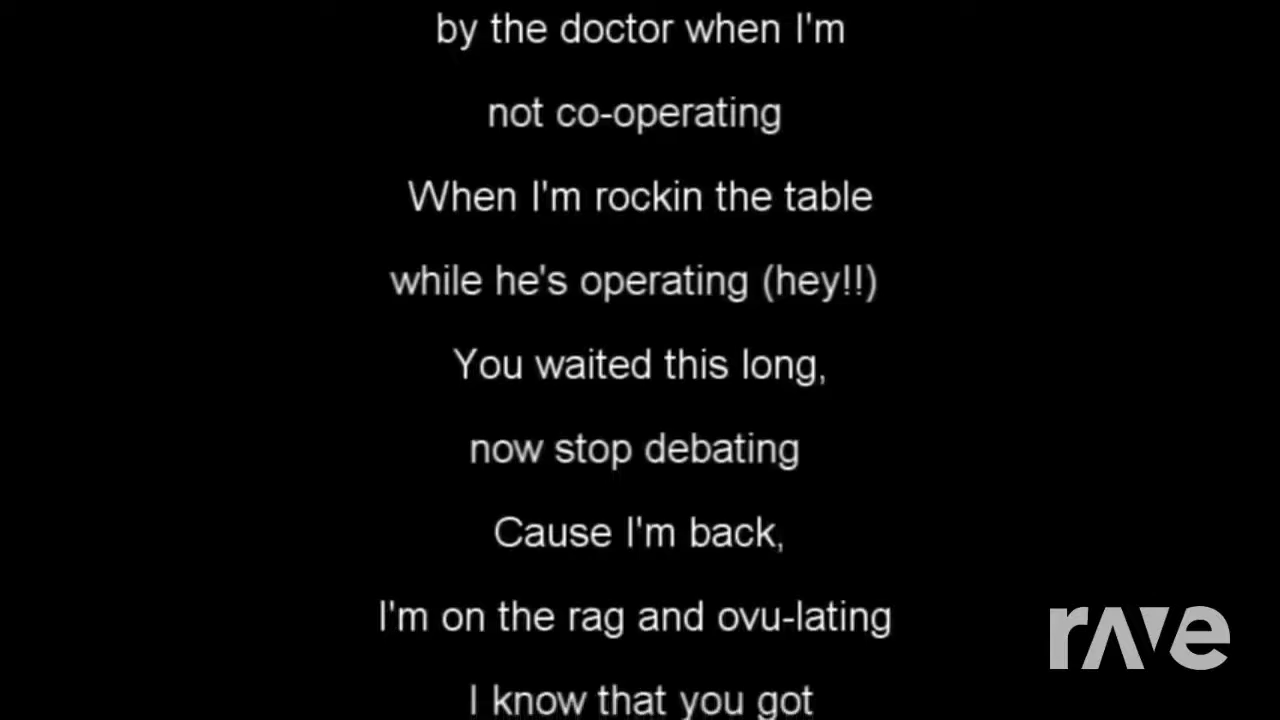 by the doctor when I'm
not co-operating
When I'm rockin the table
while he's operating (hey!!)
You waited this long,
now stop debating
Cause I'm back,
I'm on the rag and ovu-lating
I know that you got
rave